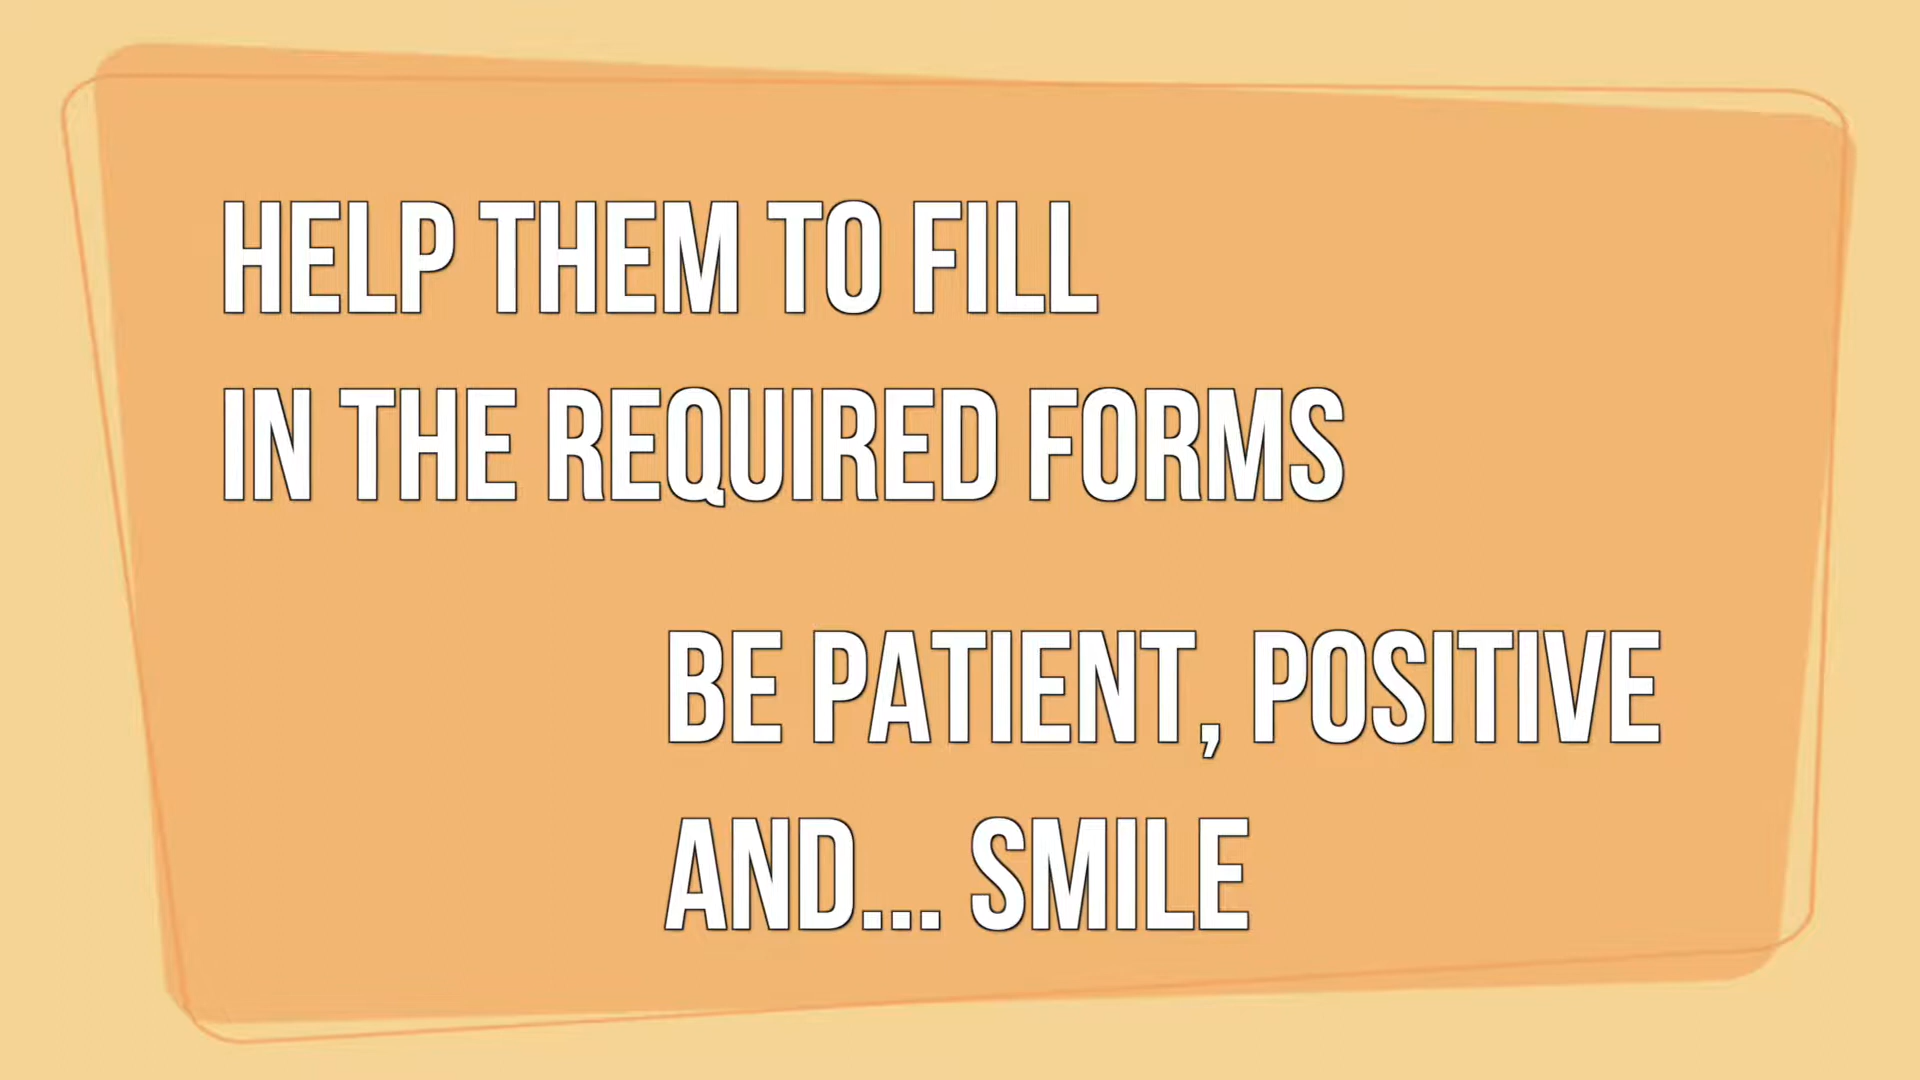 HELP THEM TO FILL
IN THE REQUIRED FORMS
BE PATIENT, POSITIVE
AND... SMILE